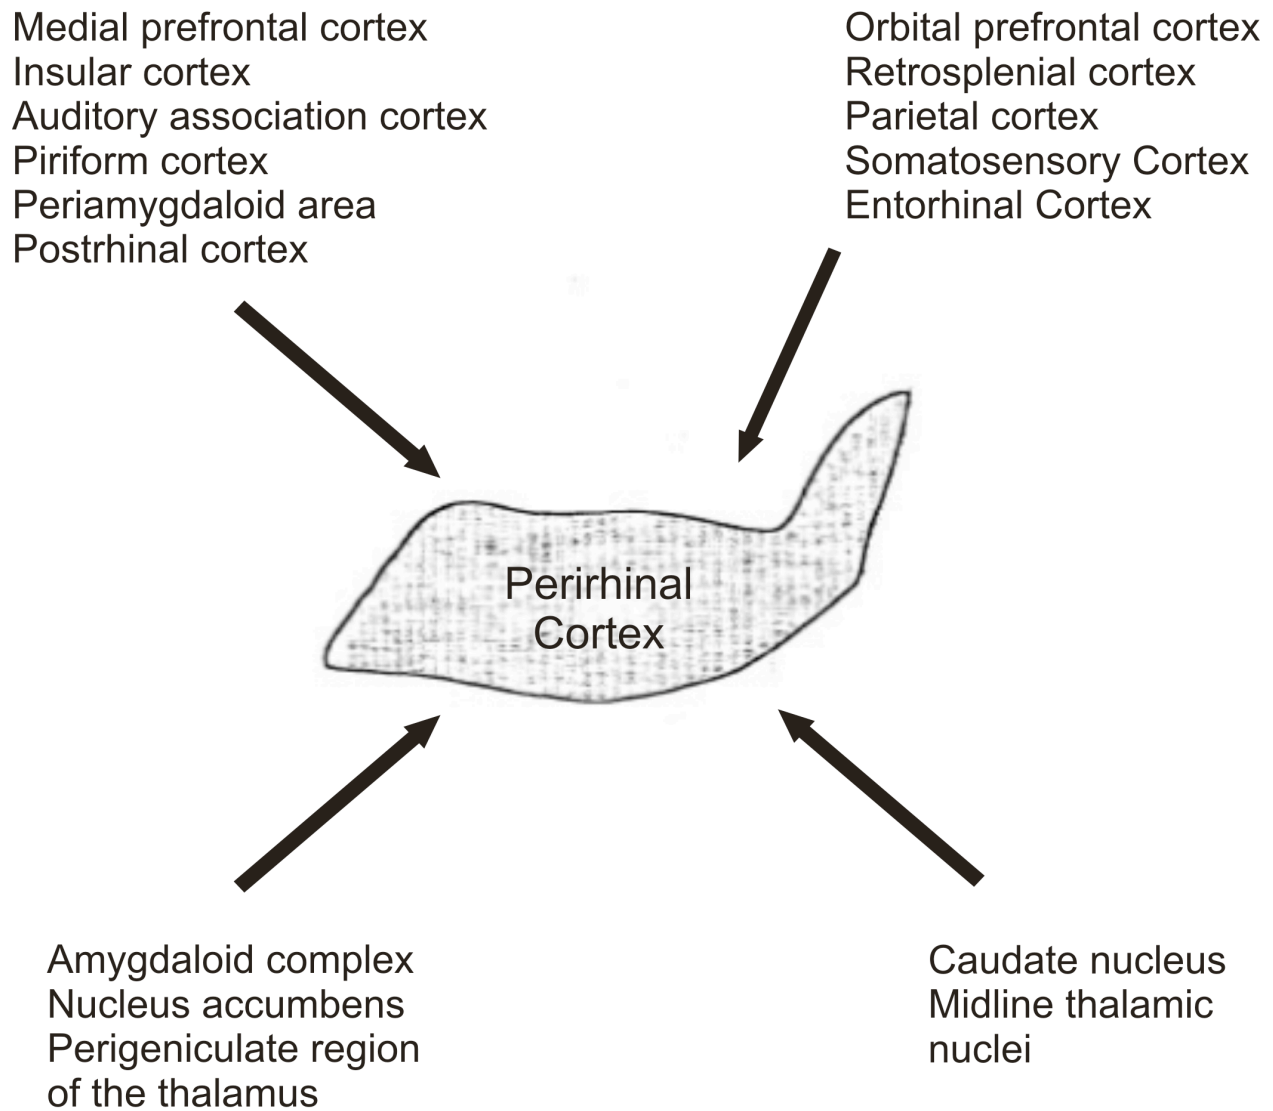 Medial prefrontal cortex
Insular cortex
Auditory association cortex
Piriform cortex
Periamygdaloid area
Postrhinal cortex
Orbital prefrontal cortex
Retrosplenial cortex
Parietal cortex
Somatosensory Cortex
Entorhinal Cortex
Perirhinal
Cortex
Amygdaloid complex
Nucleus accumbens
Perigeniculate region
of the thalamus
Caudate nucleus
Midline thalamic
nuclei